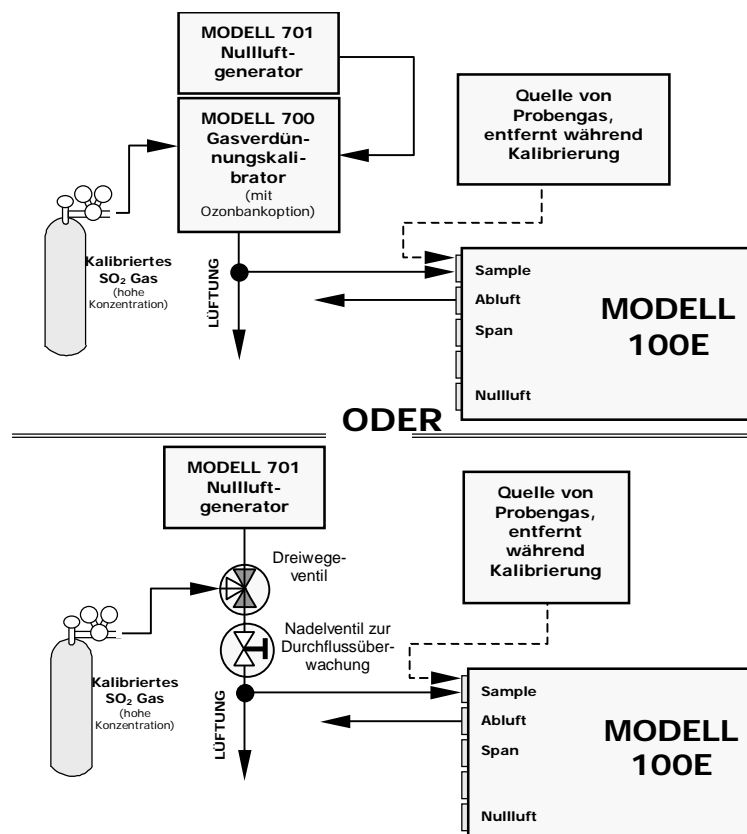 MODELL 701
Nullluft-
generator
MODELL 700
Gasverdün-
nungskali-
brator
(mit
Ozonbankoption)
Quelle von
Probengas,
entfernt während
Kalibrierung
Kalibriertes
SO₂ Gas
(hohe
Konzentration)
LÜFTUNG
Sample
Abluft
Span
Nullluft
MODELL
100E
ODER
MODELL 701
Nullluft-
generator
Quelle von
Probengas,
entfernt
während
Kalibrierung
Dreiwege-
ventil
Nadelventil zur
Durchflussüber-
wachung
Kalibriertes
SO₂ Gas
(hohe
Konzentration)
LÜFTUNG
Sample
Abluft
Span
Nullluft
MODELL
100E